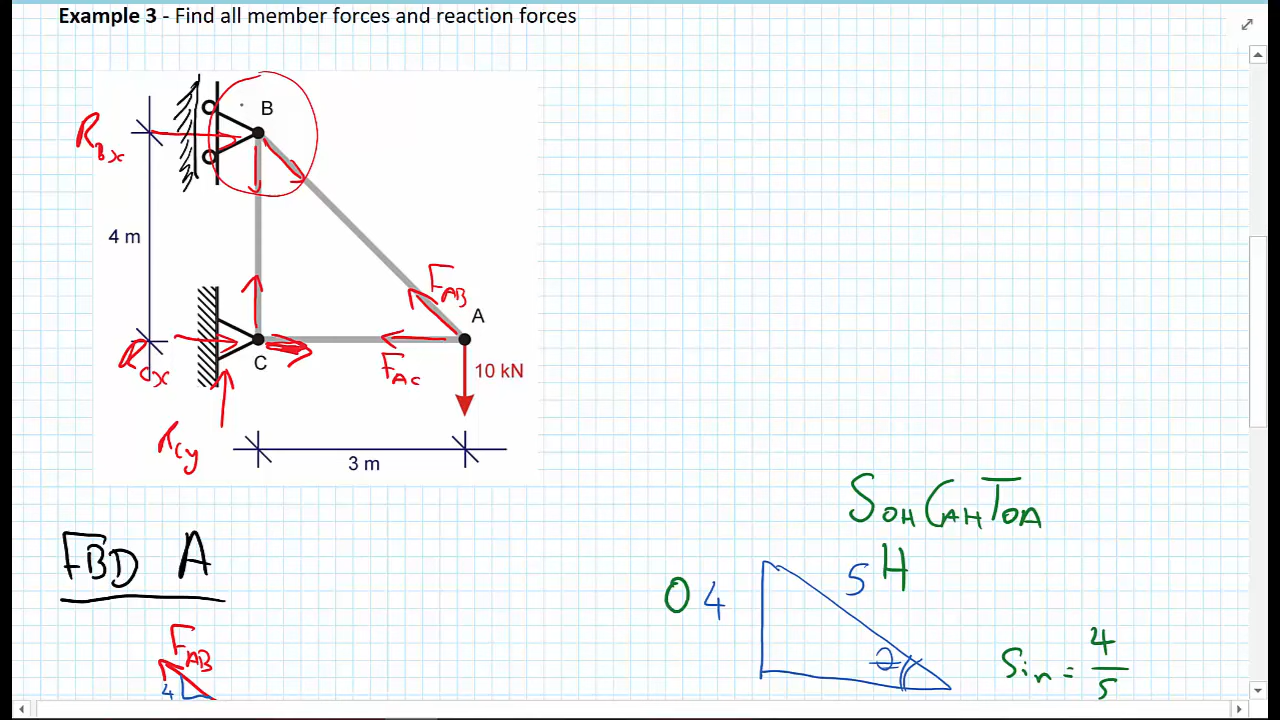 Example 3 - Find all member forces and reaction forces
B
R_Bx
4 m
F_AB
A
R_Cx
C
F_AC
10 kN
R_Cy
3 m
SOH CAH TOA
FBD A
O 4
5 H
F_AB
4
Sin = 4/5